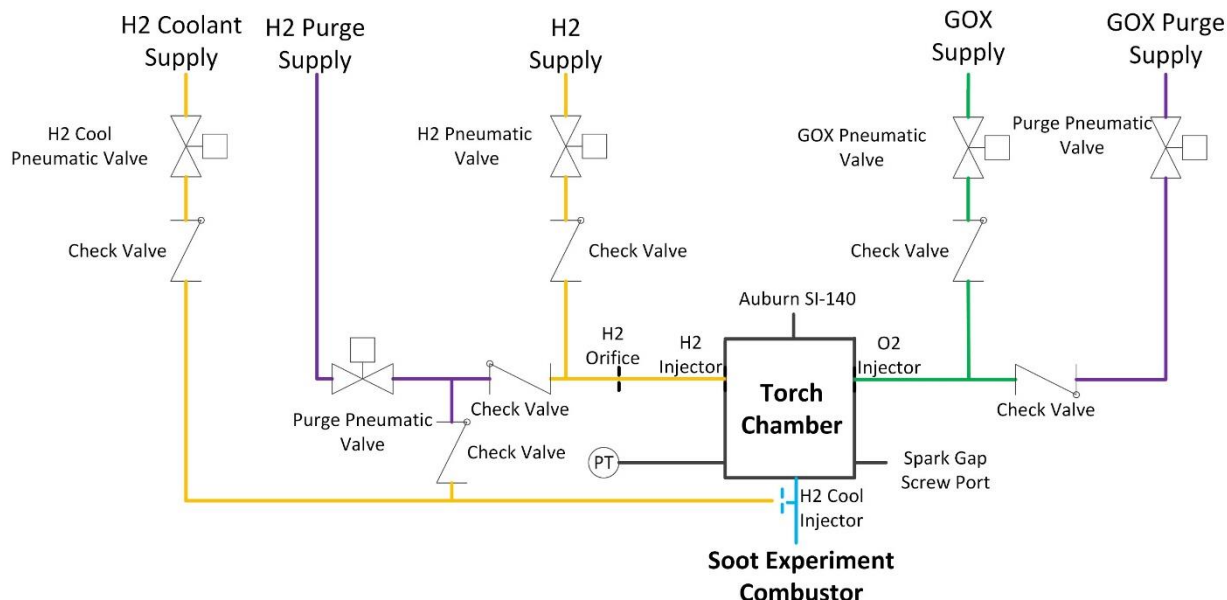 H2 Coolant
Supply
H2 Purge
Supply
H2
Supply
GOX
Supply
GOX Purge
Supply
H2 Cool
Pneumatic Valve
H2 Pneumatic
Valve
GOX Pneumatic
Valve
Purge Pneumatic
Valve
Check Valve
Check Valve
Check Valve
Auburn SI-140
H2
Orifice
H2
Injector
O2
Injector
Torch
Chamber
Purge Pneumatic
Valve
Check Valve
Check Valve
Check Valve
PT
Spark Gap
Screw Port
H2 Cool
Injector
Soot Experiment
Combustor